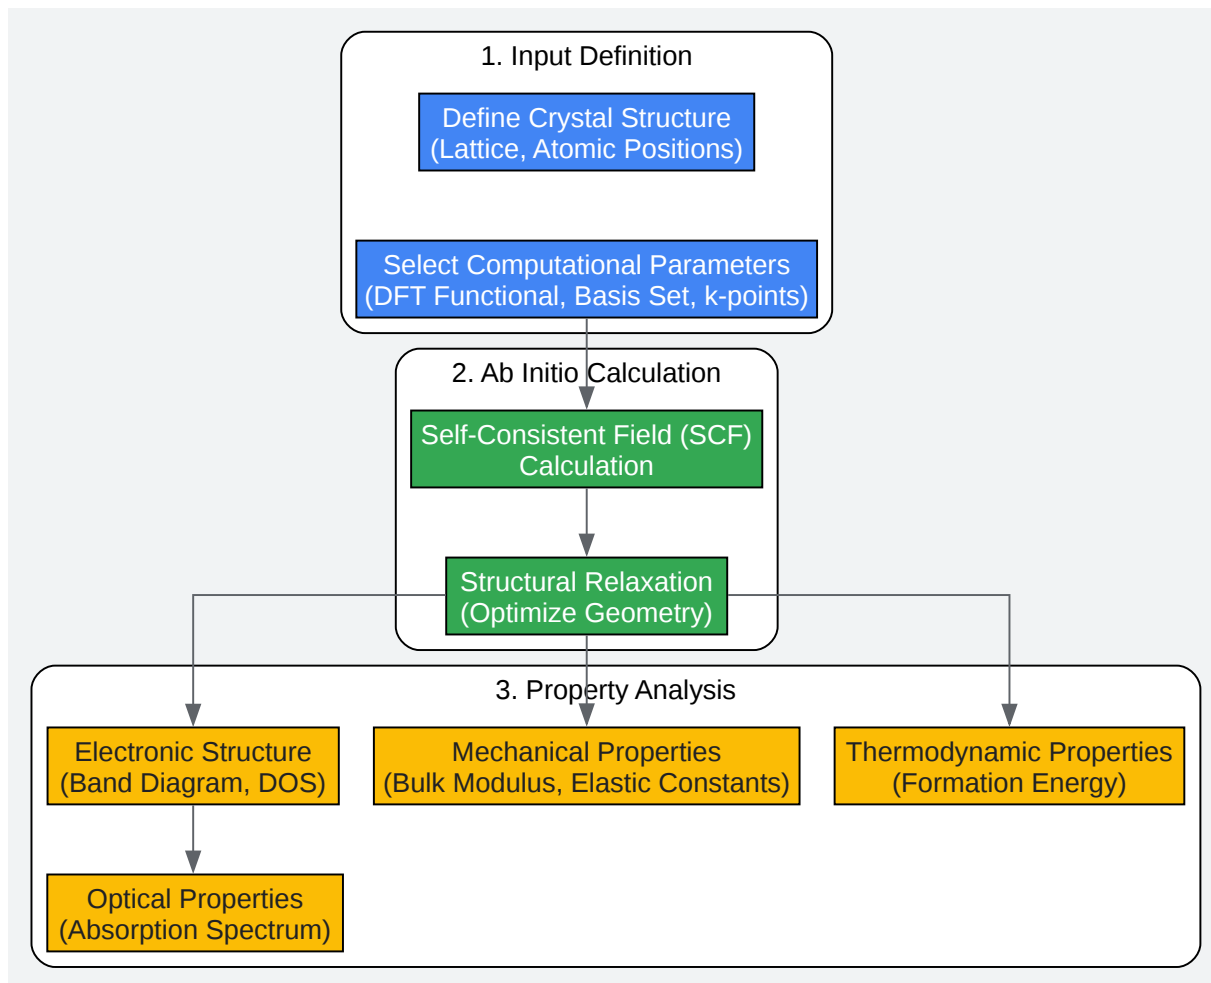 1. Input Definition
Define Crystal Structure
(Lattice, Atomic Positions)
Select Computational Parameters
(DFT Functional, Basis Set, k-points)
2. Ab Initio Calculation
Self-Consistent Field (SCF)
Calculation
Structural Relaxation
(Optimize Geometry)
3. Property Analysis
Electronic Structure
(Band Diagram, DOS)
Mechanical Properties
(Bulk Modulus, Elastic Constants)
Thermodynamic Properties
(Formation Energy)
Optical Properties
(Absorption Spectrum)